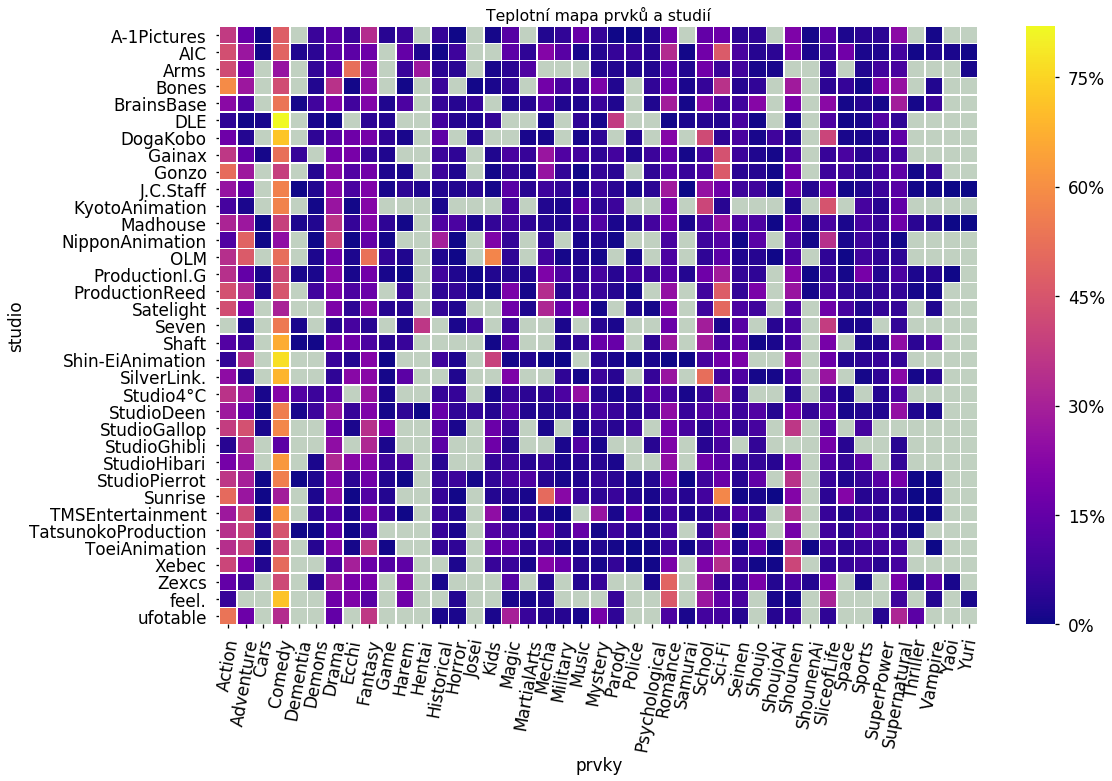 Teplotní mapa prvků a studií
studio
A-1Pictures
AIC
Arms
Bones
BrainsBase
DLE
DogaKobo
Gainax
Gonzo
J.C.Staff
KyotoAnimation
Madhouse
NipponAnimation
OLM
ProductionI.G
ProductionReed
Satelight
Seven
Shaft
Shin-EiAnimation
SilverLink.
Studio4°C
StudioDeen
StudioGallop
StudioGhibli
StudioHibari
StudioPierrot
Sunrise
TMSEntertainment
TatsunokoProduction
ToeiAnimation
Xebec
Zexcs
feel.
ufotable
Action
Adventure
Cars
Comedy
Dementia
Demons
Drama
Ecchi
Fantasy
Game
Harem
Hentai
Historical
Horror
Josei
Kids
Magic
MartialArts
Mecha
Military
Music
Mystery
Parody
Police
Psychological
Romance
Samurai
School
Sci-Fi
Seinen
Shoujo
ShoujoAi
Shounen
ShounenAi
SliceofLife
Space
Sports
SuperPower
Supernatural
Thriller
Vampire
Yaoi
Yuri
prvky
75%
60%
45%
30%
15%
0%